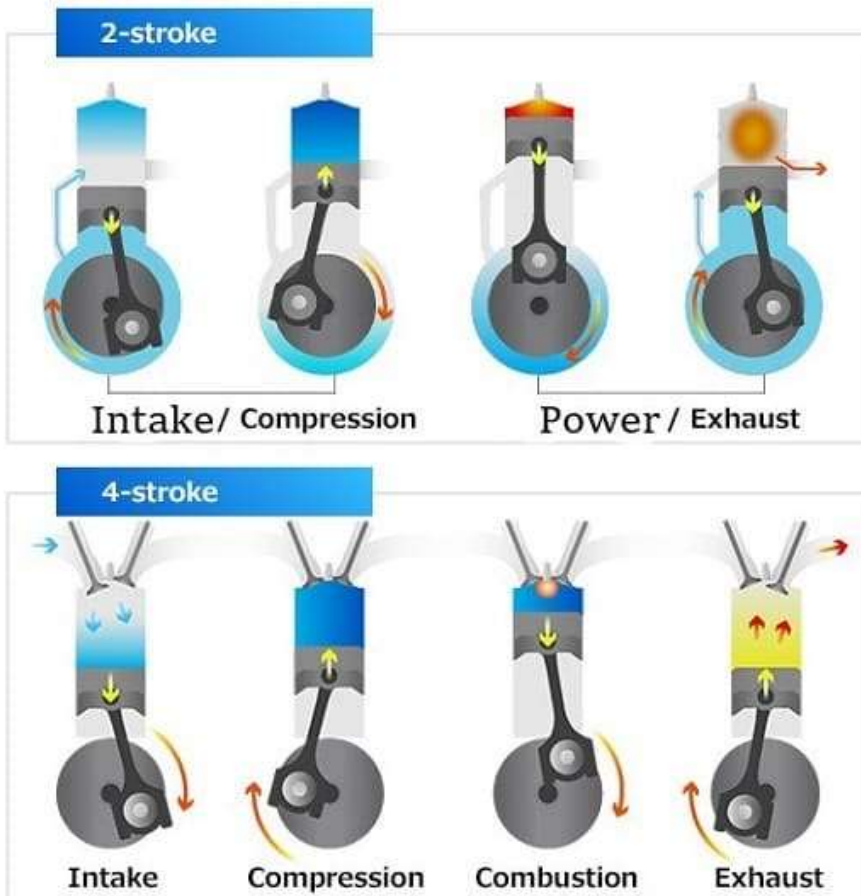 2-stroke
Intake/ Compression
Power / Exhaust
4-stroke
Intake
Compression
Combustion
Exhaust